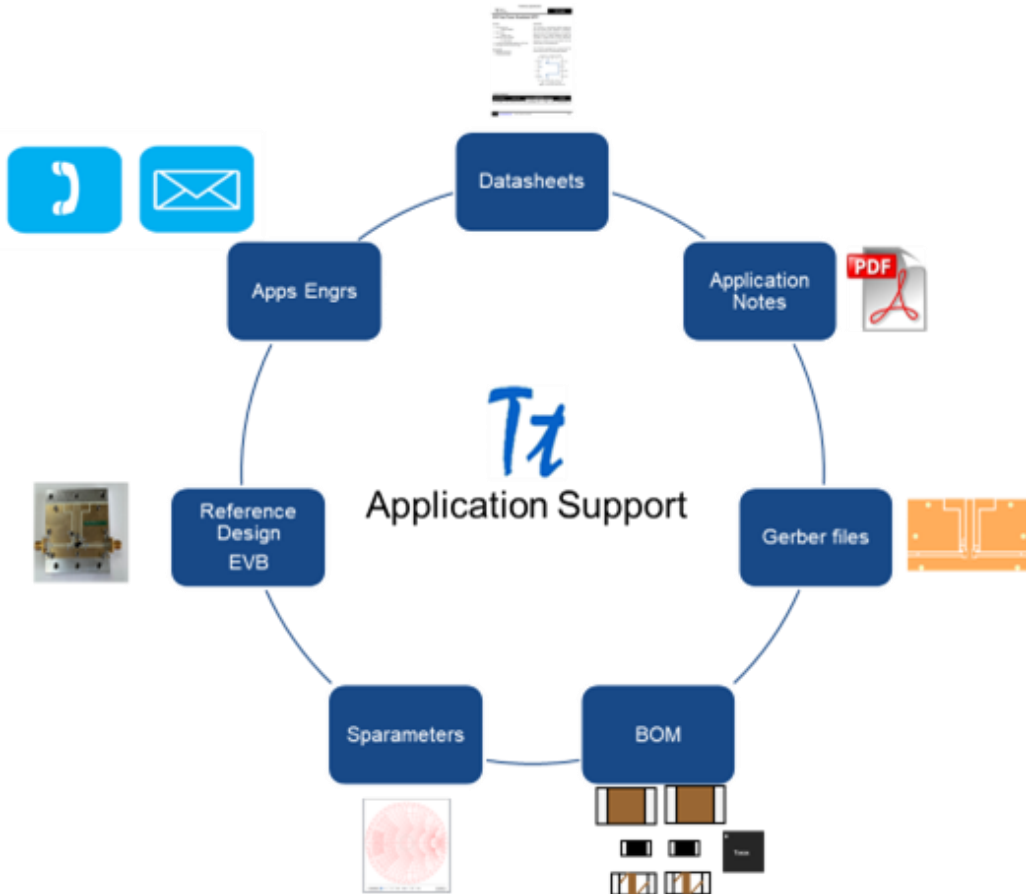 Datasheets
Apps Engrs
Application
Notes
PDF
Tt
Application Support
Reference
Design
EVB
Gerber files
Sparameters
BOM